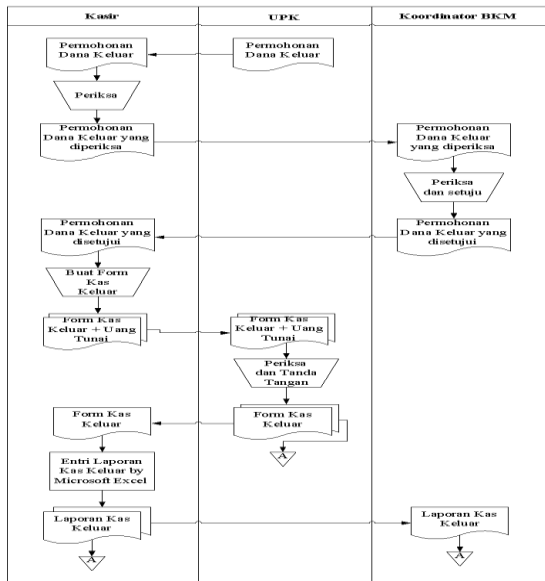 Kasir
UPK
Koordinator BKM
Permohonan
Dana Keluar
Permohonan
Dana Keluar
Periksa
Permohonan
Dana Keluar yang
diperiksa
Permohonan
Dana Keluar
yang diperiksa
Periksa
dan setuju
Permohonan
Dana Keluar yang
disetujui
Permohonan
Dana Keluar yang
disetujui
Buat Form
Kas
Keluar
Form Kas
Keluar + Uang
Tunai
Form Kas
Keluar + Uang
Tunai
Periksa
dan Tanda
Tangan
Form Kas
Keluar
Form Kas
Keluar
A
Entri Laporan
Kas Keluar by
Microsoft Excel
Laporan Kas
Keluar
Laporan Kas
Keluar
A
A